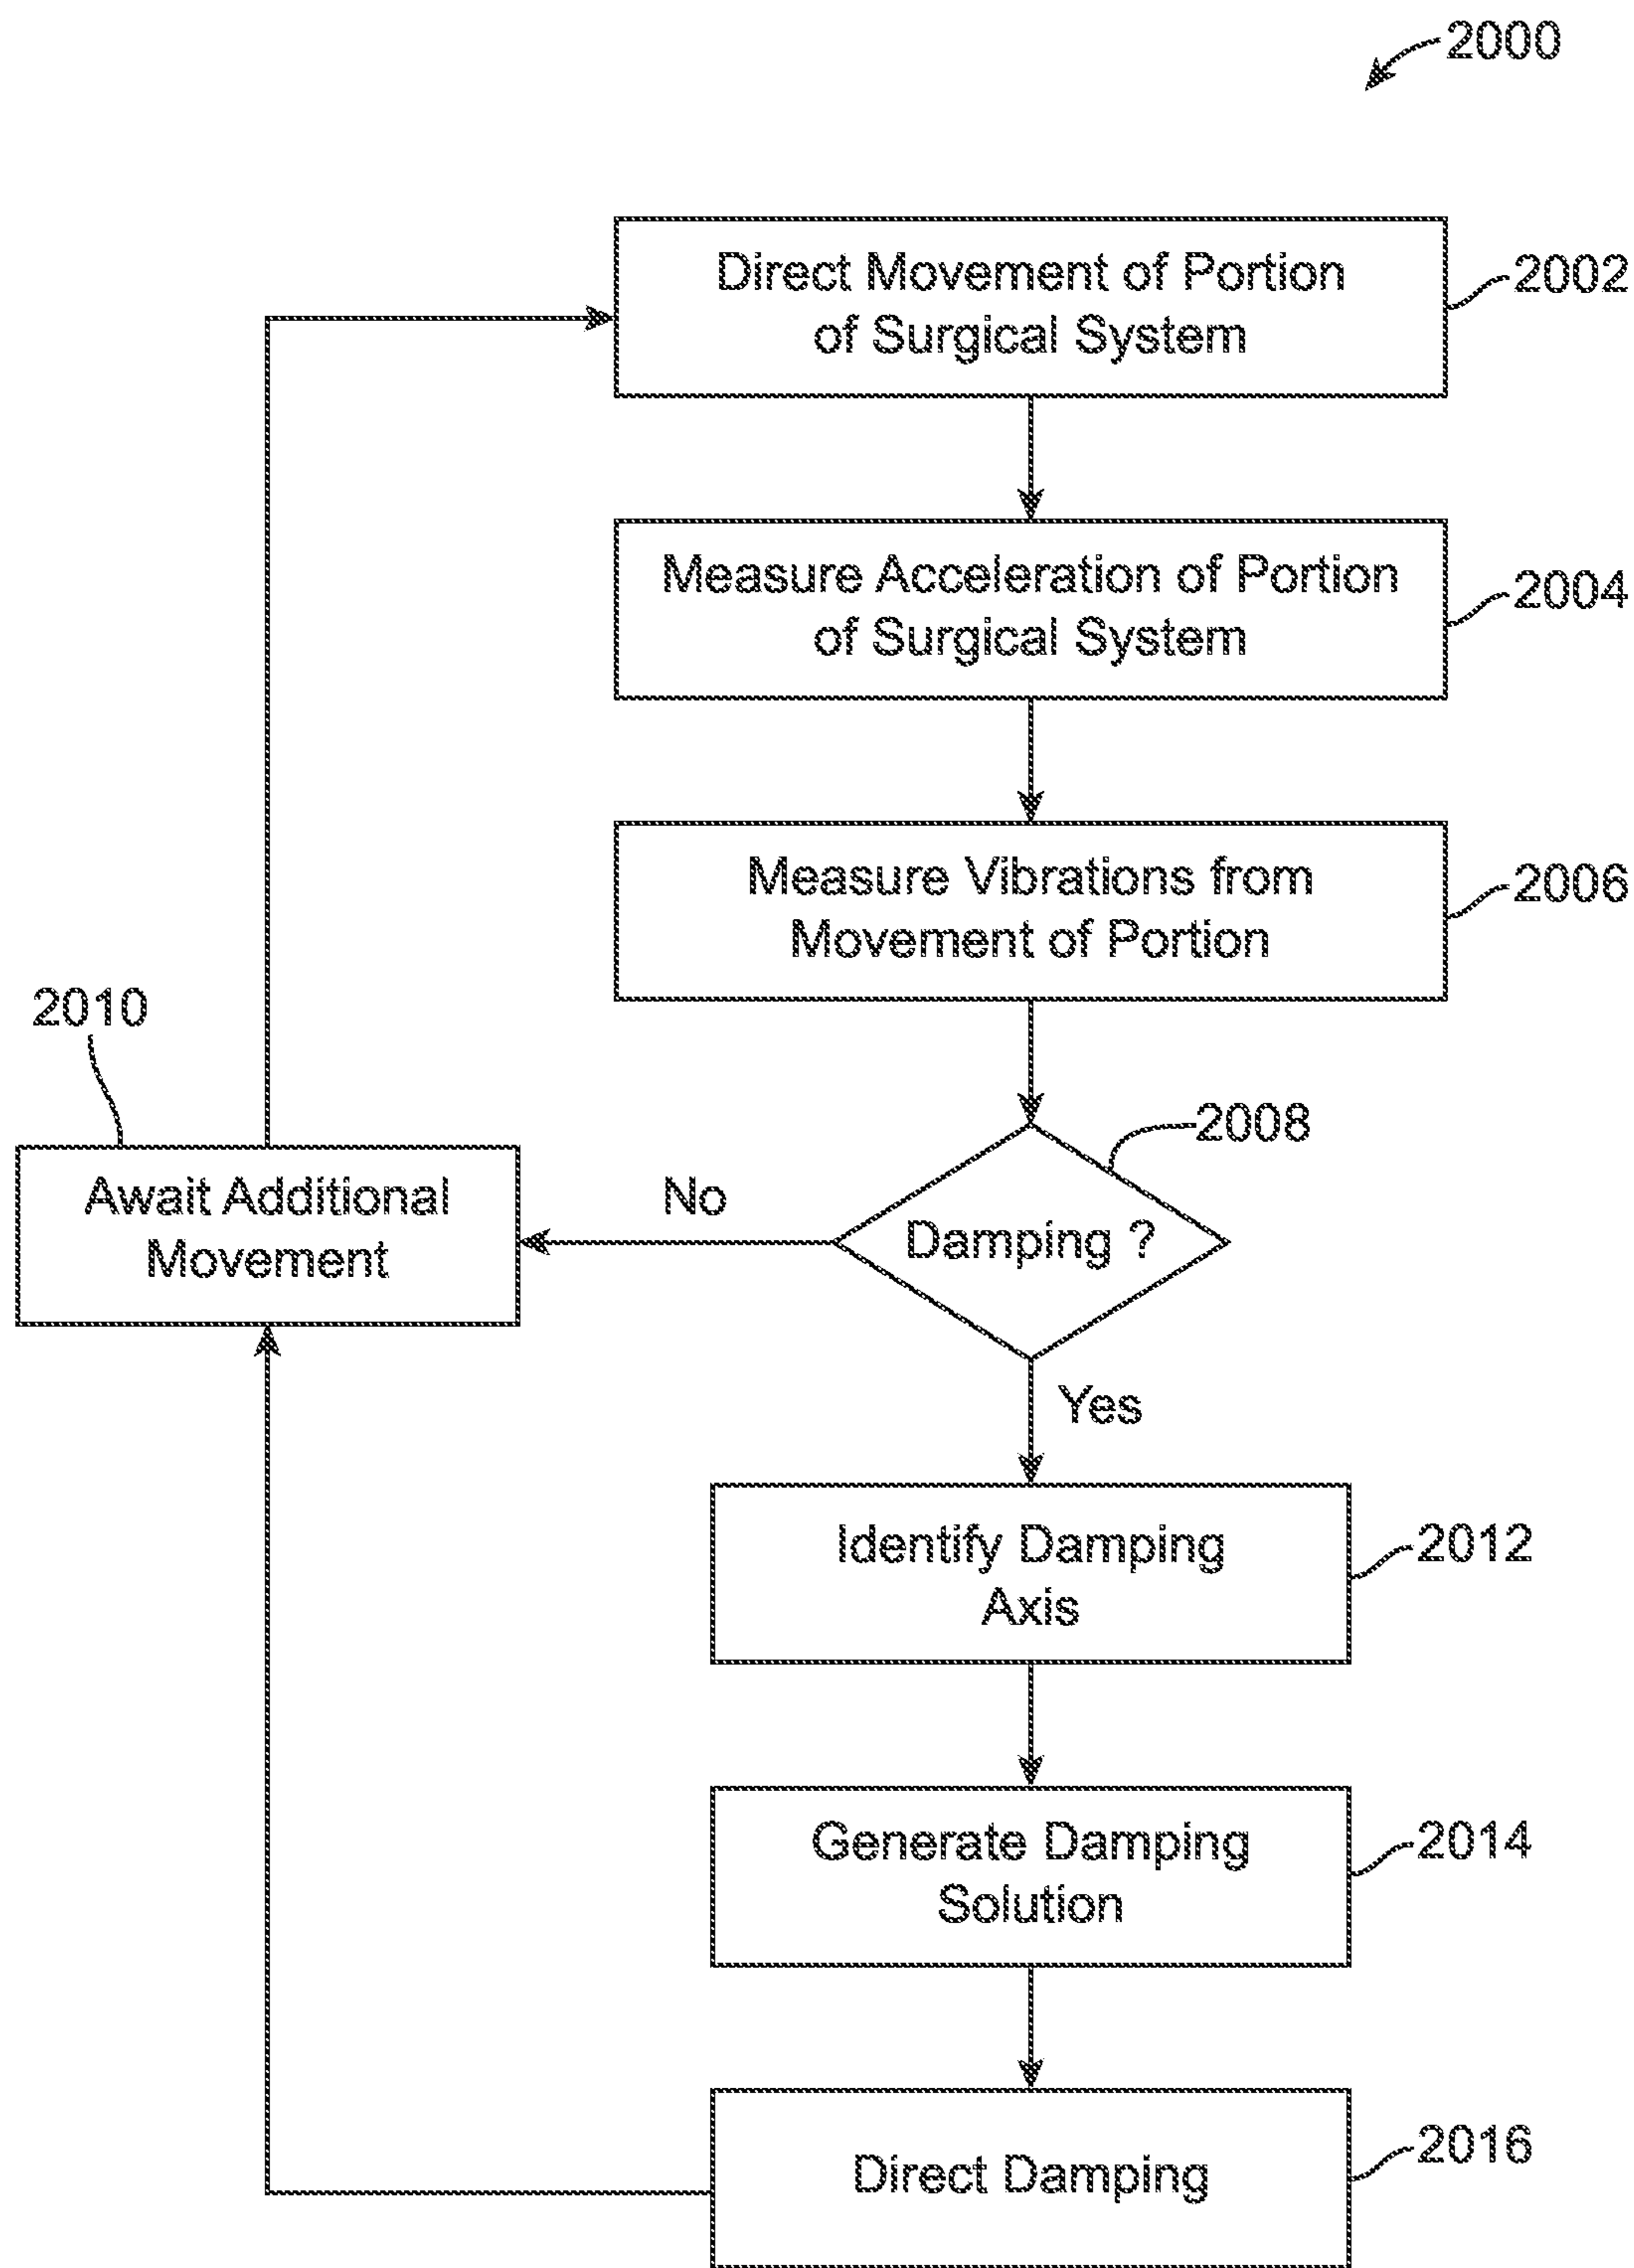 2000
Direct Movement of Portion
of Surgical System
2002
Measure Acceleration of Portion
of Surgical System
2004
Measure Vibrations from
Movement of Portion
2006
2010
Await Additional
Movement
No
2008
Damping ?
Yes
Identify Damping
Axis
2012
Generate Damping
Solution
2014
Direct Damping
2016